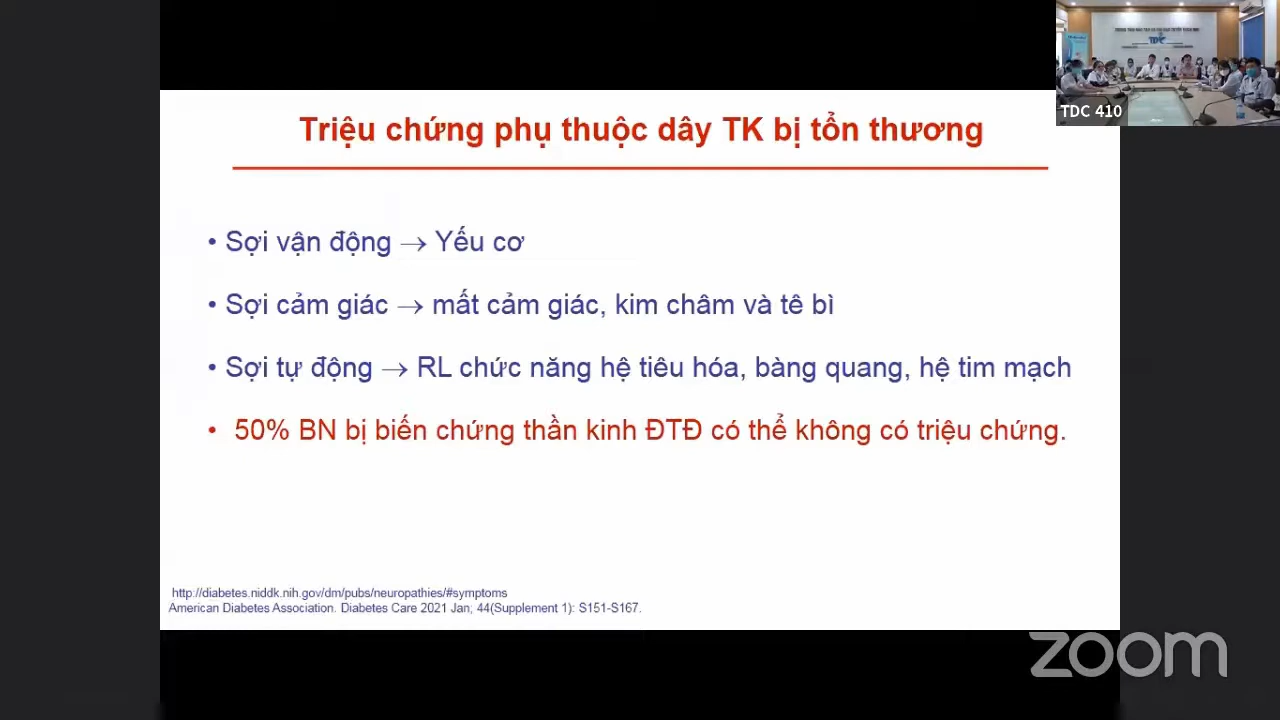 TDC
TDC 410
Triệu chứng phụ thuộc dây TK bị tổn thương
• Sợi vận động → Yếu cơ
• Sợi cảm giác → mất cảm giác, kim châm và tê bì
• Sợi tự động → RL chức năng hệ tiêu hóa, bàng quang, hệ tim mạch
• 50% BN bị biến chứng thần kinh ĐTĐ có thể không có triệu chứng.
http://diabetes.niddk.nih.gov/dm/pubs/neuropathies/#symptoms
American Diabetes Association. Diabetes Care 2021 Jan; 44(Supplement 1): S151-S167.
zoom